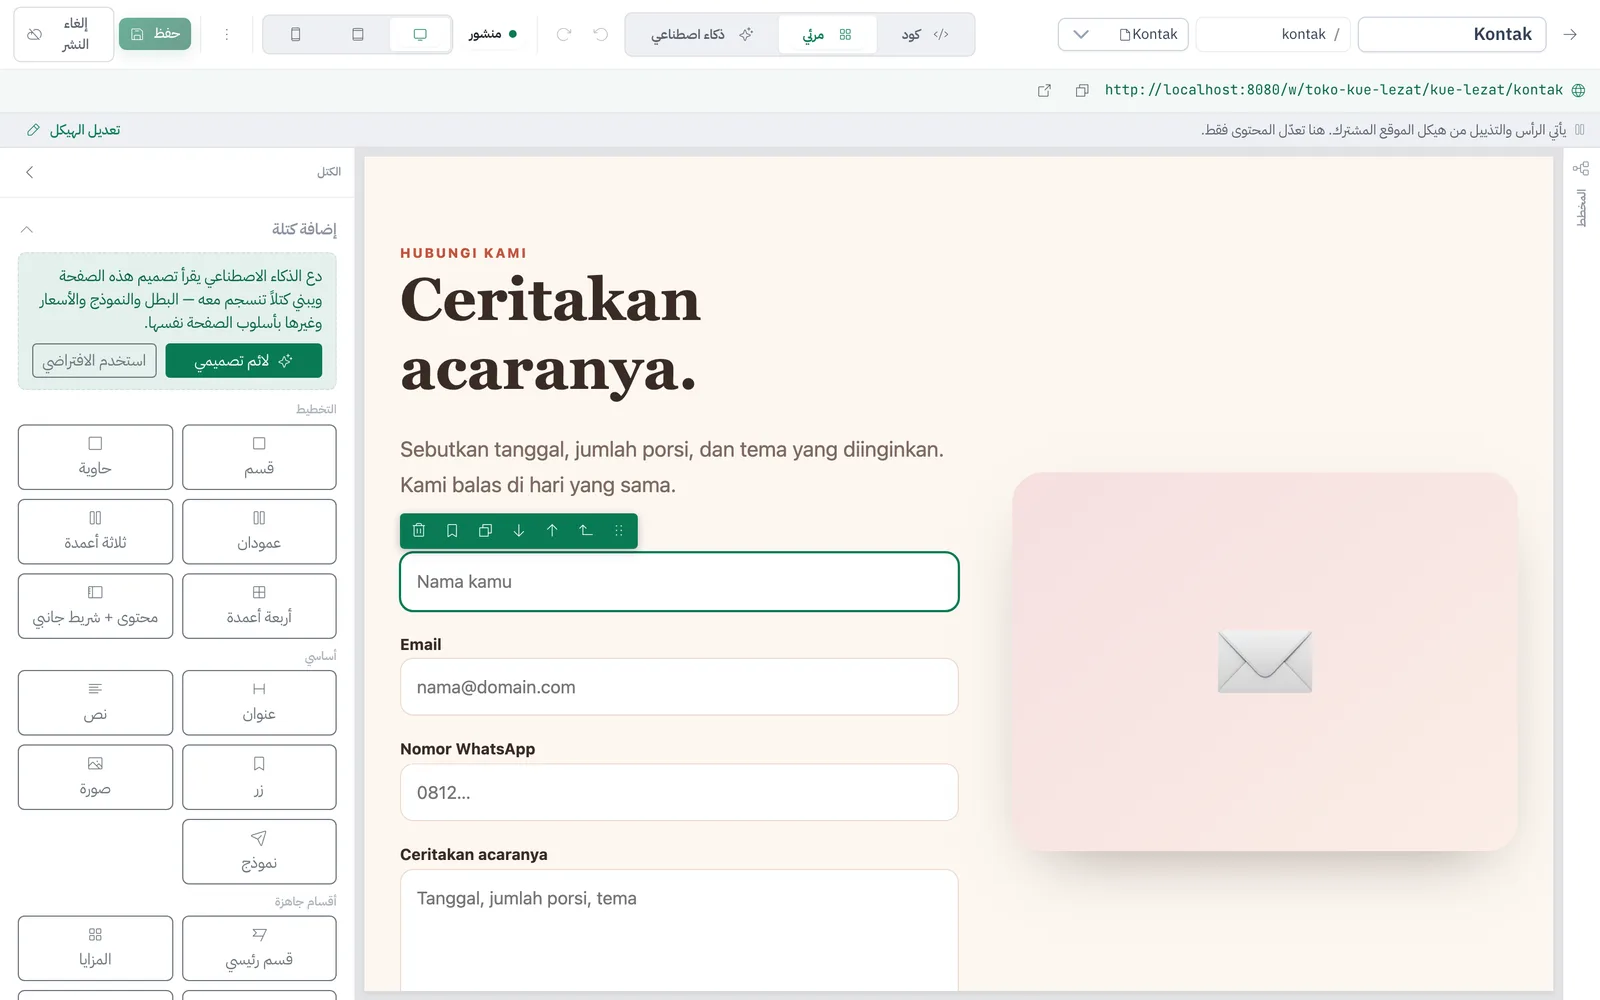 Kontak
/ kontak
Kontak
كود
مرئي
ذكاء اصطناعي
منشور
حفظ
إلغاء
النشر
http://localhost:8080/w/toko-kue-lezat/kue-lezat/kontak
يأتي الرأس والتذييل من هيكل الموقع المشترك. هنا تعدّل المحتوى فقط.
تعديل الهيكل
المخطط
HUBUNGI KAMI
Ceritakan
acaranya.
Sebutkan tanggal, jumlah porsi, dan tema yang diinginkan.
Kami balas di hari yang sama.
Nama kamu
Email
nama@domain.com
Nomor WhatsApp
0812...
Ceritakan acaranya
Tanggal, jumlah porsi, tema
الكتل
إضافة كتلة
دع الذكاء الاصطناعي يقرأ تصميم هذه الصفحة
ويبني كتلاً تنسجم معه — البطل والنموذج والأسعار
وغيرها بأسلوب الصفحة نفسها.
لائم تصميمي
استخدم الافتراضي
التخطيط
قسم
حاوية
عمودان
ثلاثة أعمدة
أربعة أعمدة
محتوى + شريط جانبي
أساسي
عنوان
نص
زر
صورة
نموذج
أقسام جاهزة
قسم رئيسي
المزايا